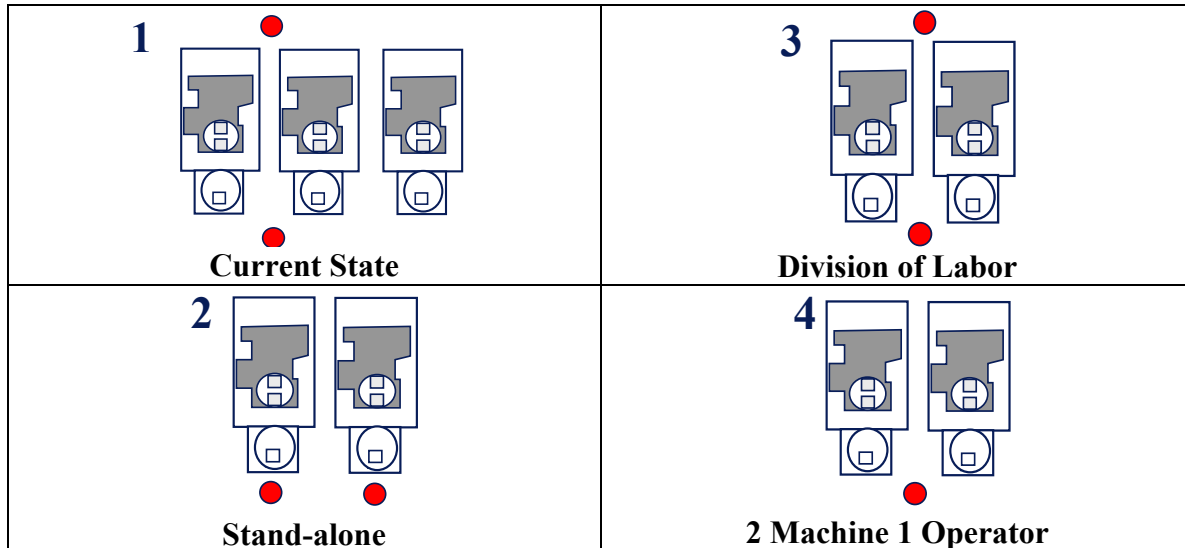 1
Current State
3
Division of Labor
2
Stand-alone
4
2 Machine 1 Operator